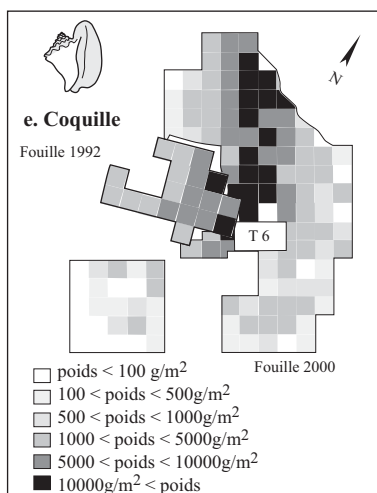 N
e. Coquille
Fouille 1992
T 6
Fouille 2000
poids < 100 g/m2
100 < poids < 500g/m2
500 < poids < 1000g/m2
1000 < poids < 5000g/m2
5000 < poids < 10000g/m2
10000g/m2 < poids